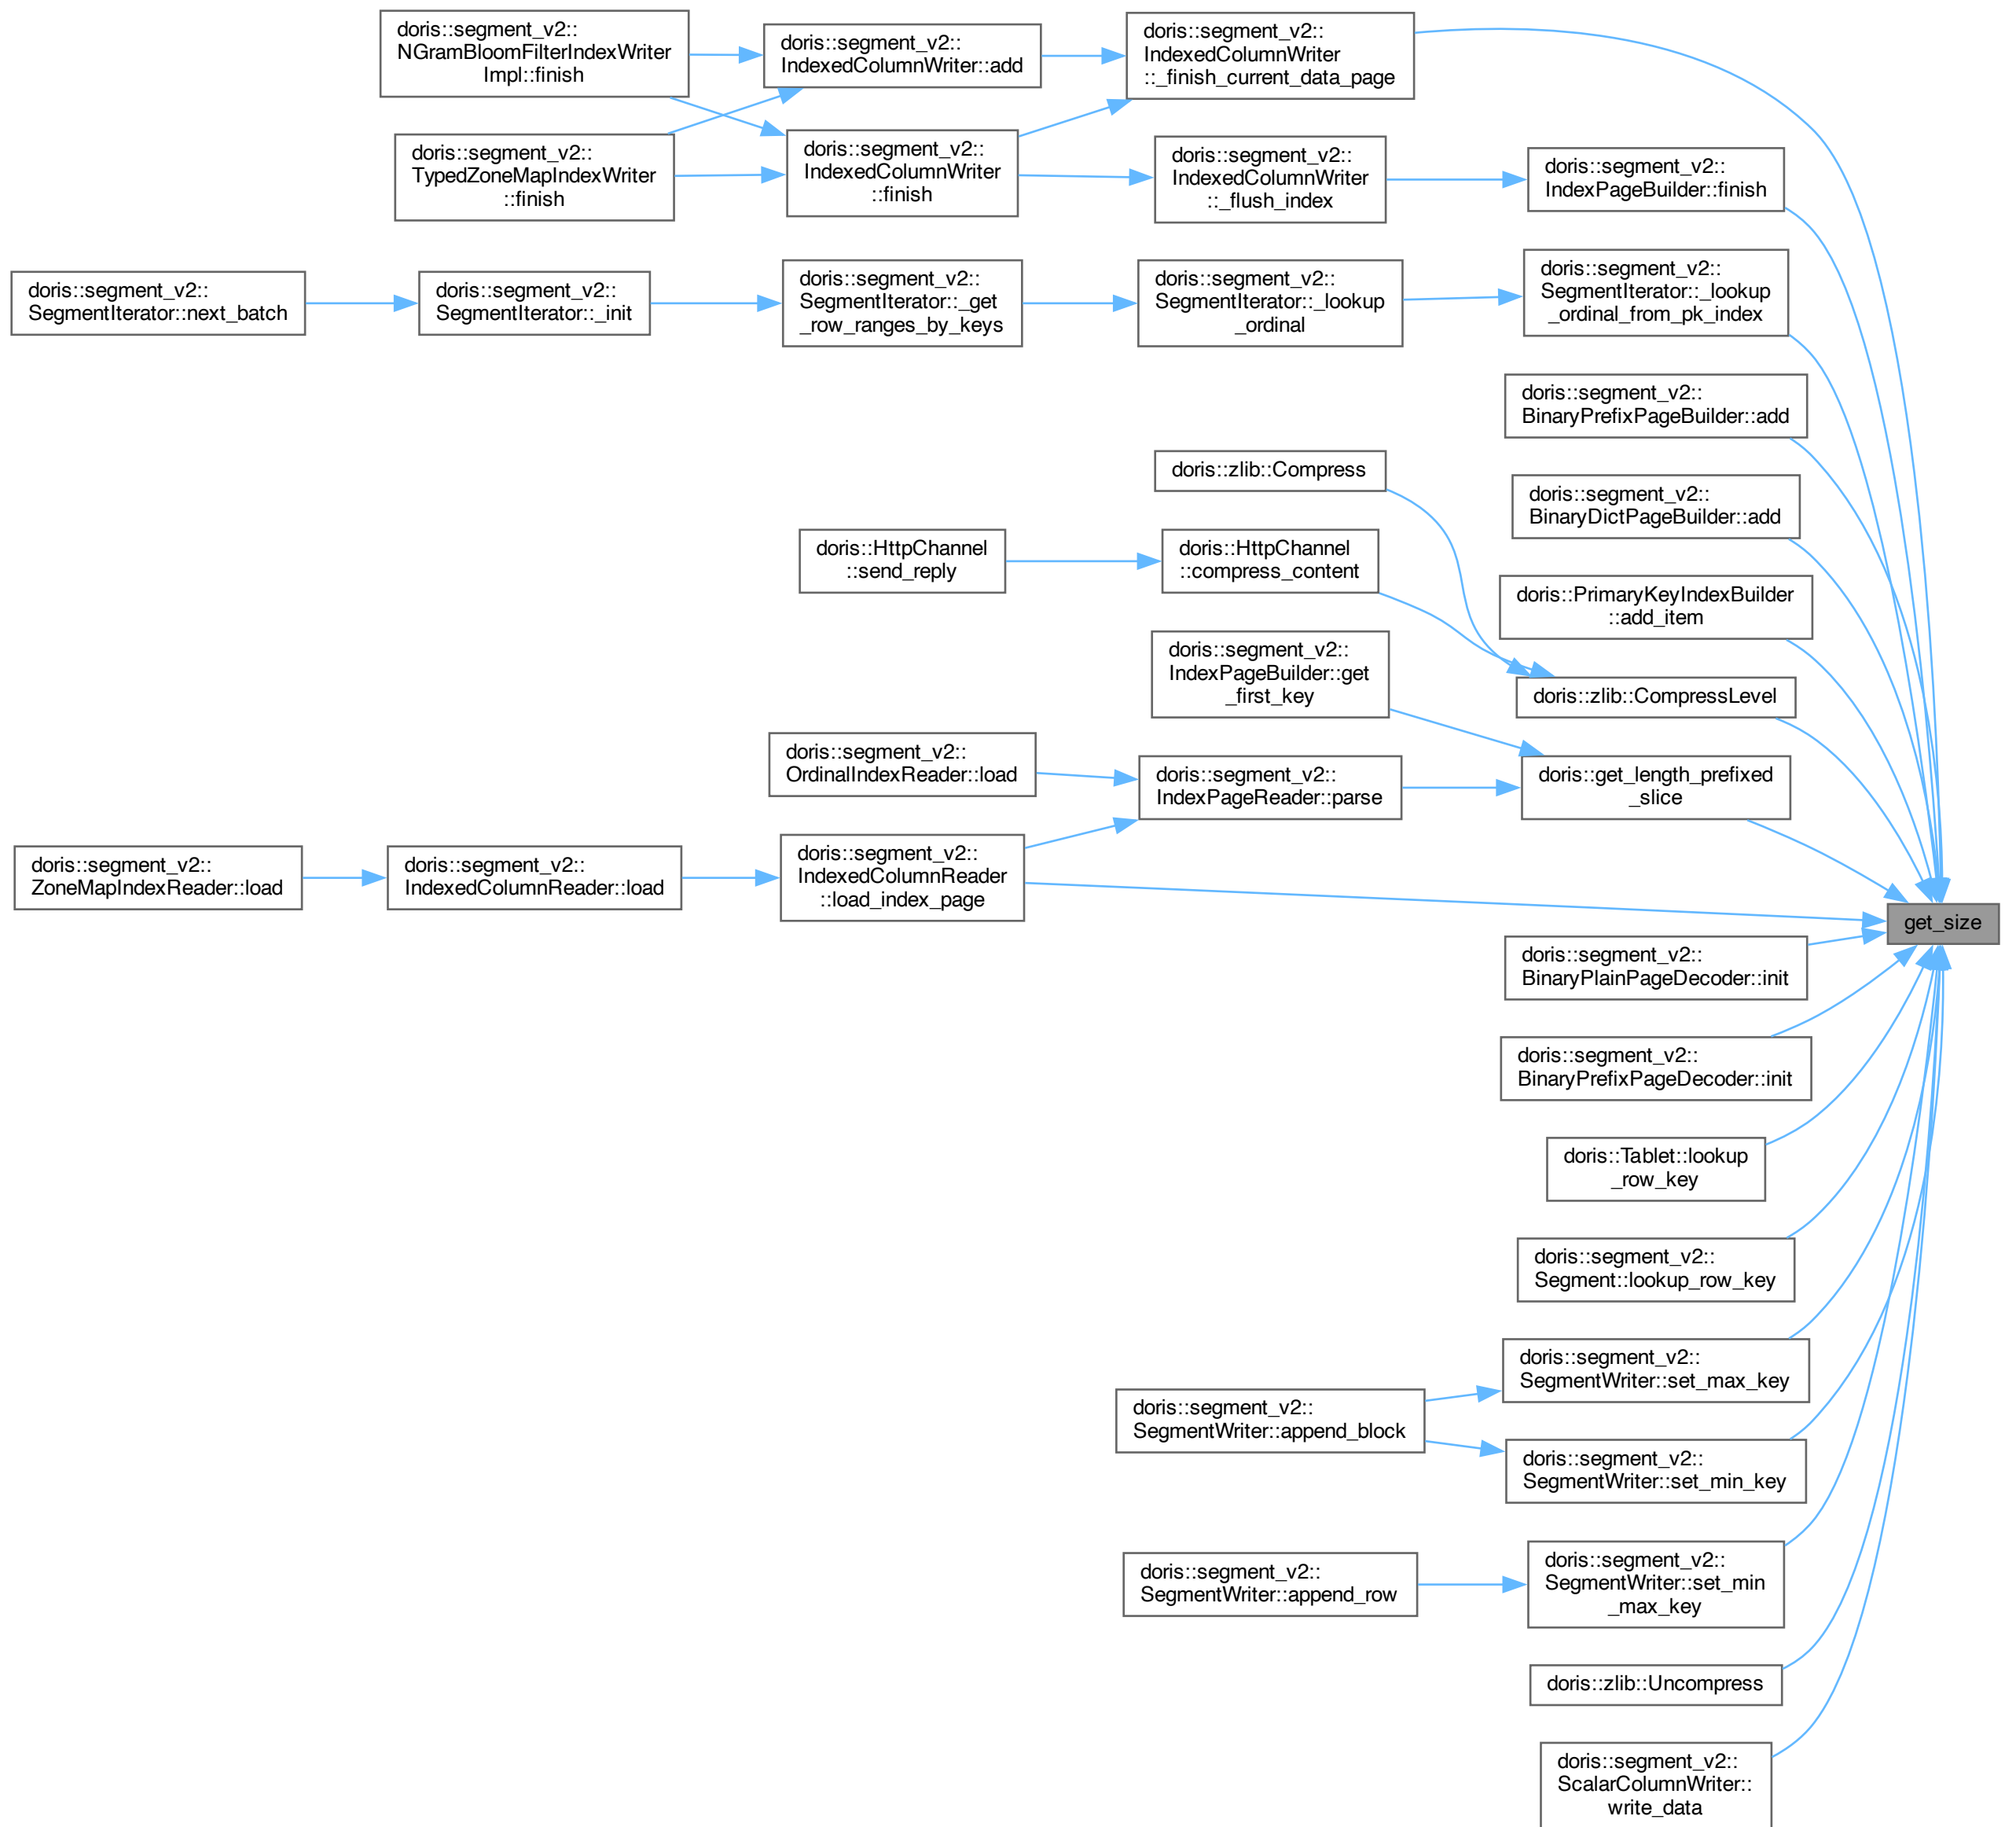 doris::segment_v2::
NGramBloomFilterIndexWriter
Impl::finish
doris::segment_v2::
IndexedColumnWriter::add
doris::segment_v2::
IndexedColumnWriter
::_finish_current_data_page
doris::segment_v2::
TypedZoneMapIndexWriter
::finish
doris::segment_v2::
IndexedColumnWriter
::finish
doris::segment_v2::
IndexedColumnWriter
::_flush_index
doris::segment_v2::
IndexPageBuilder::finish
doris::segment_v2::
SegmentIterator::next_batch
doris::segment_v2::
SegmentIterator::_init
doris::segment_v2::
SegmentIterator::_get
_row_ranges_by_keys
doris::segment_v2::
SegmentIterator::_lookup
_ordinal
doris::segment_v2::
SegmentIterator::_lookup
_ordinal_from_pk_index
doris::segment_v2::
BinaryPrefixPageBuilder::add
doris::zlib::Compress
doris::segment_v2::
BinaryDictPageBuilder::add
doris::HttpChannel
::send_reply
doris::HttpChannel
::compress_content
doris::PrimaryKeyIndexBuilder
::add_item
doris::segment_v2::
IndexPageBuilder::get
_first_key
doris::zlib::CompressLevel
doris::segment_v2::
OrdinalIndexReader::load
doris::segment_v2::
IndexPageReader::parse
doris::get_length_prefixed
_slice
doris::segment_v2::
ZoneMapIndexReader::load
doris::segment_v2::
IndexedColumnReader::load
doris::segment_v2::
IndexedColumnReader
::load_index_page
get_size
doris::segment_v2::
BinaryPlainPageDecoder::init
doris::segment_v2::
BinaryPrefixPageDecoder::init
doris::Tablet::lookup
_row_key
doris::segment_v2::
Segment::lookup_row_key
doris::segment_v2::
SegmentWriter::set_max_key
doris::segment_v2::
SegmentWriter::append_block
doris::segment_v2::
SegmentWriter::set_min_key
doris::segment_v2::
SegmentWriter::append_row
doris::segment_v2::
SegmentWriter::set_min
_max_key
doris::zlib::Uncompress
doris::segment_v2::
ScalarColumnWriter::
write_data